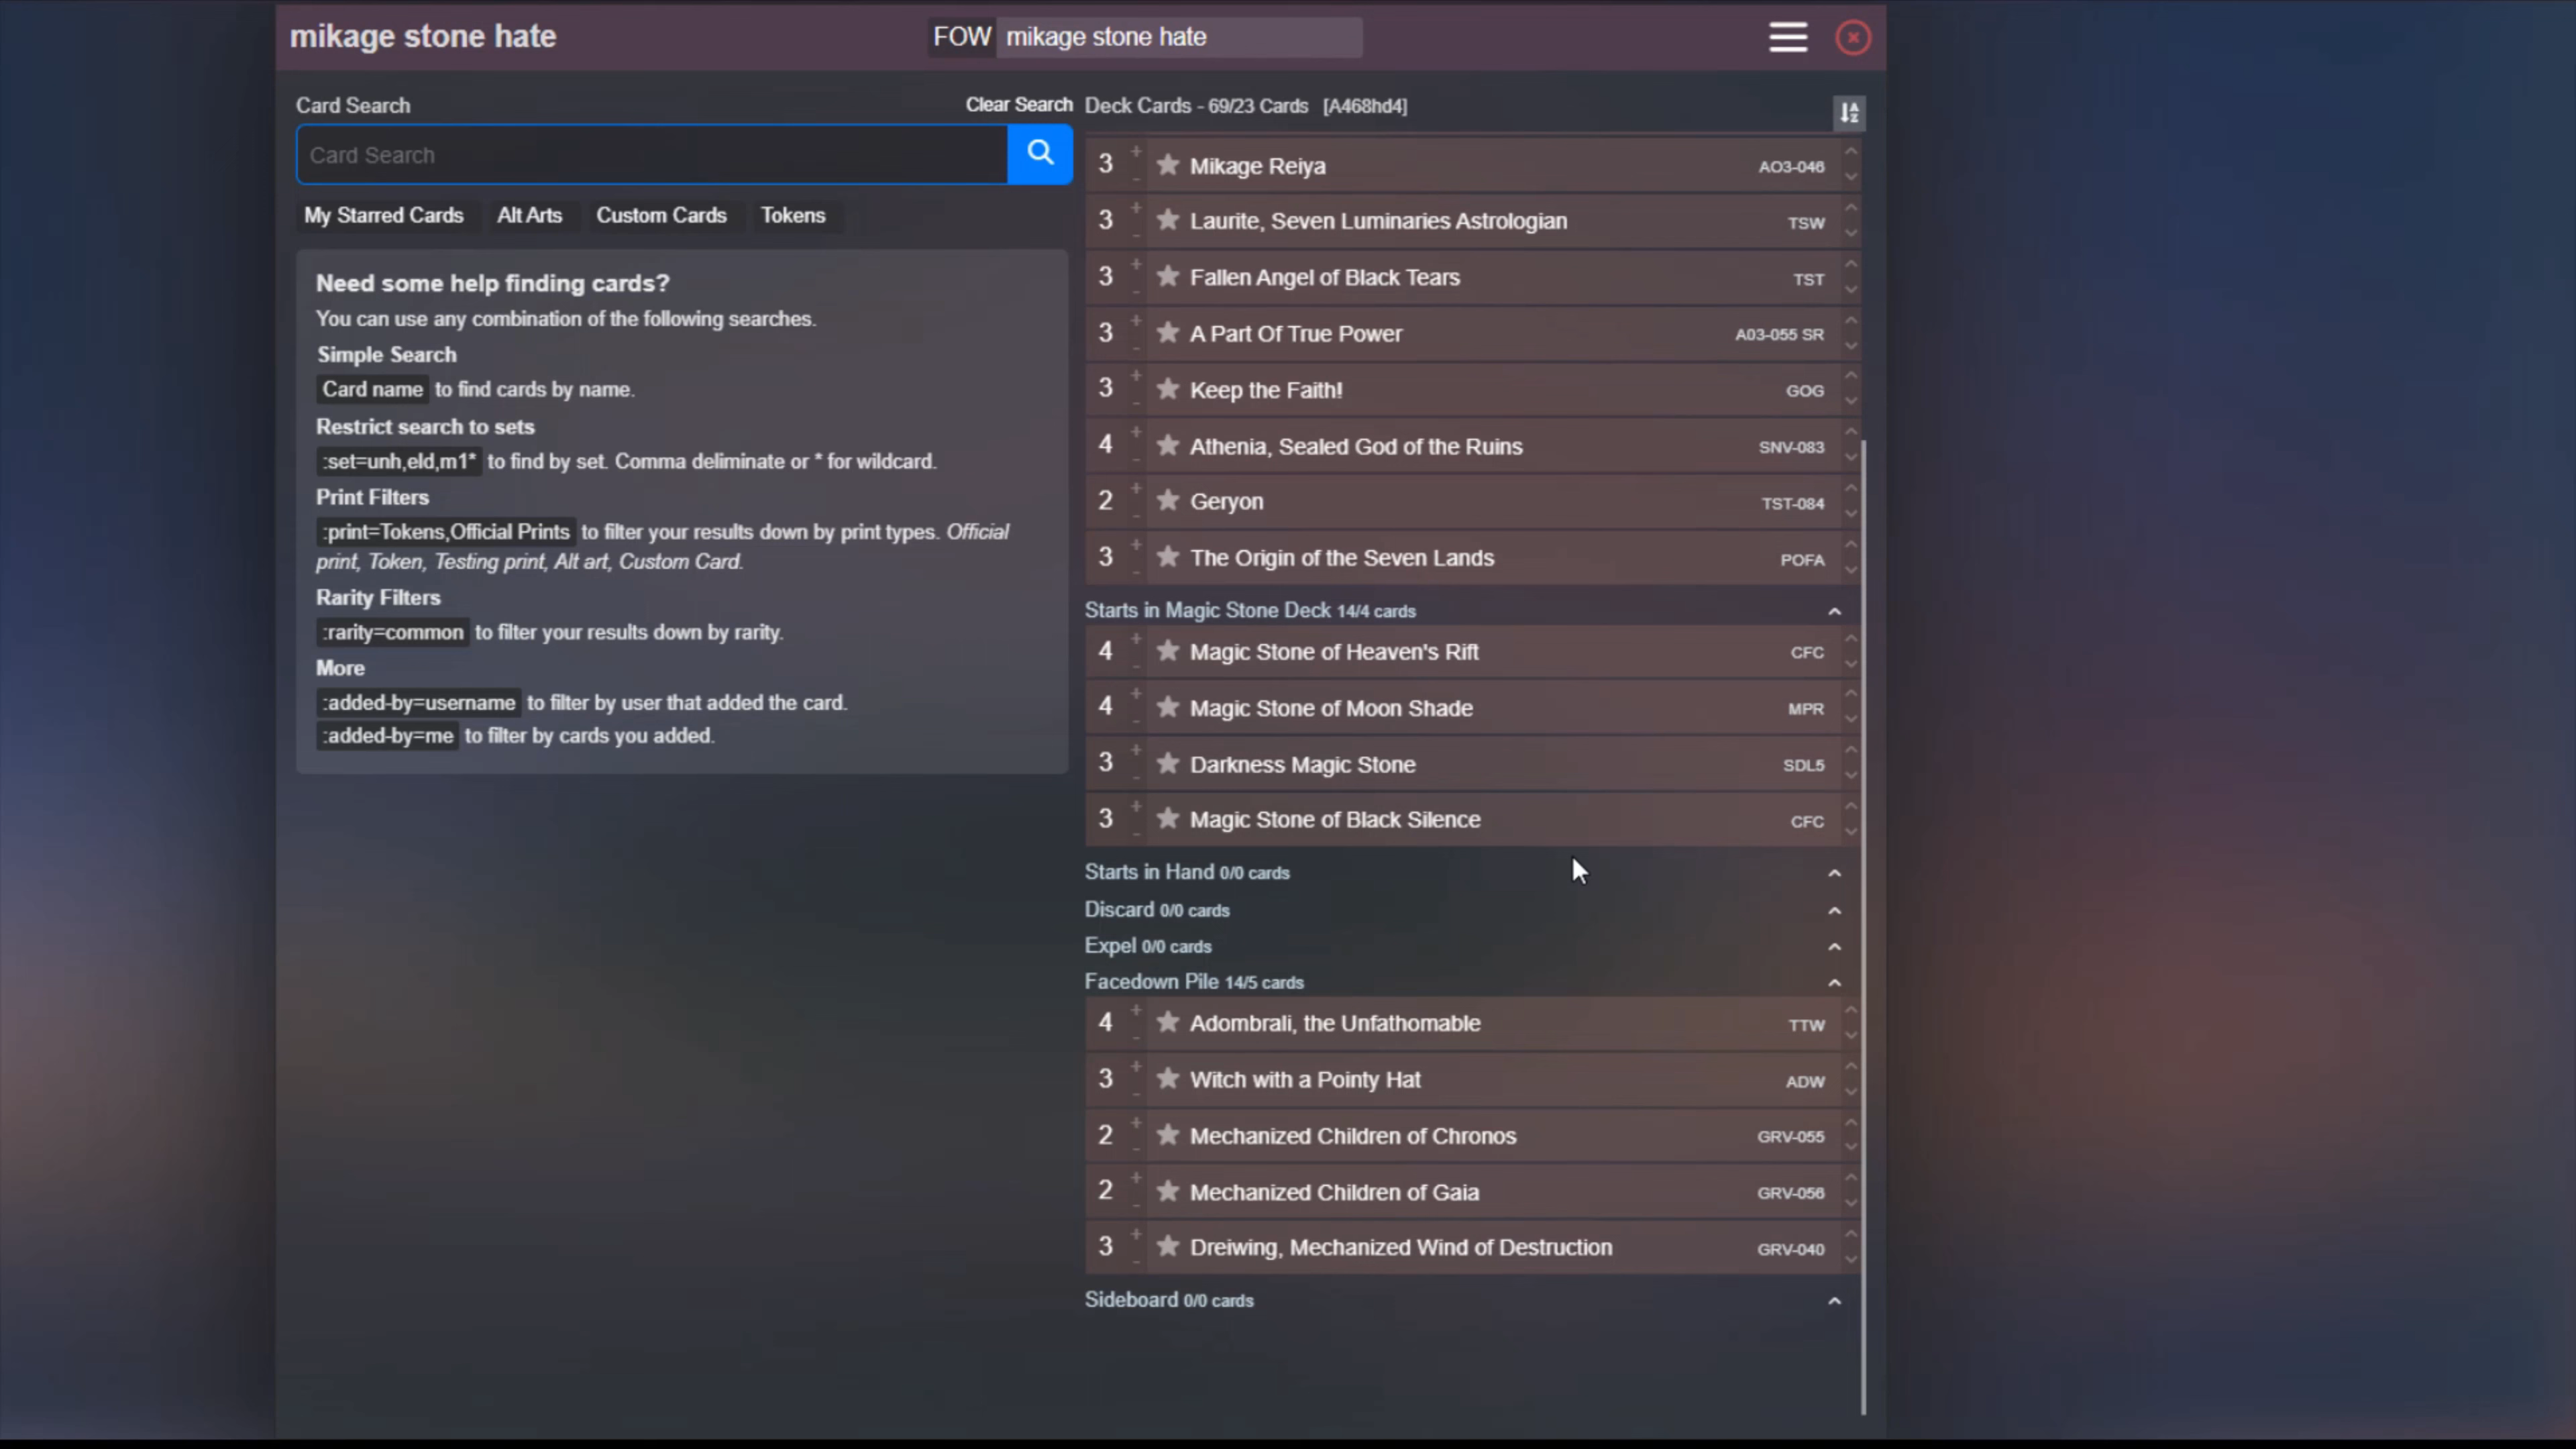 mikage stone hate
FOW mikage stone hate
Card Search
Clear Search
Card Search
My Starred Cards Alt Arts Custom Cards Tokens
Need some help finding cards?
You can use any combination of the following searches.
Simple Search
Card name to find cards by name.
Restrict search to sets
:set=unh,eld,m1* to find by set. Comma deliminate or * for wildcard.
Print Filters
:print=Tokens,Official Prints to filter your results down by print types. Official
print, Token, Testing print, Alt art, Custom Card.
Rarity Filters
:rarity=common to filter your results down by rarity.
More
:added-by=username to filter by user that added the card.
:added-by=me to filter by cards you added.
Deck Cards - 69/23 Cards [A468hd4]
3 + - Mikage Reiya AO3-046
3 + - Laurite, Seven Luminaries Astrologian TSW
3 + - Fallen Angel of Black Tears TST
3 + - A Part Of True Power A03-055 SR
3 + - Keep the Faith! GOG
4 + - Athenia, Sealed God of the Ruins SNV-083
2 + - Geryon TST-084
3 + - The Origin of the Seven Lands POFA
Starts in Magic Stone Deck 14/4 cards
4 + - Magic Stone of Heaven's Rift CFC
4 + - Magic Stone of Moon Shade MPR
3 + - Darkness Magic Stone SDL5
3 + - Magic Stone of Black Silence CFC
Starts in Hand 0/0 cards
Discard 0/0 cards
Expel 0/0 cards
Facedown Pile 14/5 cards
4 + - Adombrali, the Unfathomable TTW
3 + - Witch with a Pointy Hat ADW
2 + - Mechanized Children of Chronos GRV-055
2 + - Mechanized Children of Gaia GRV-056
3 + - Dreiwing, Mechanized Wind of Destruction GRV-040
Sideboard 0/0 cards